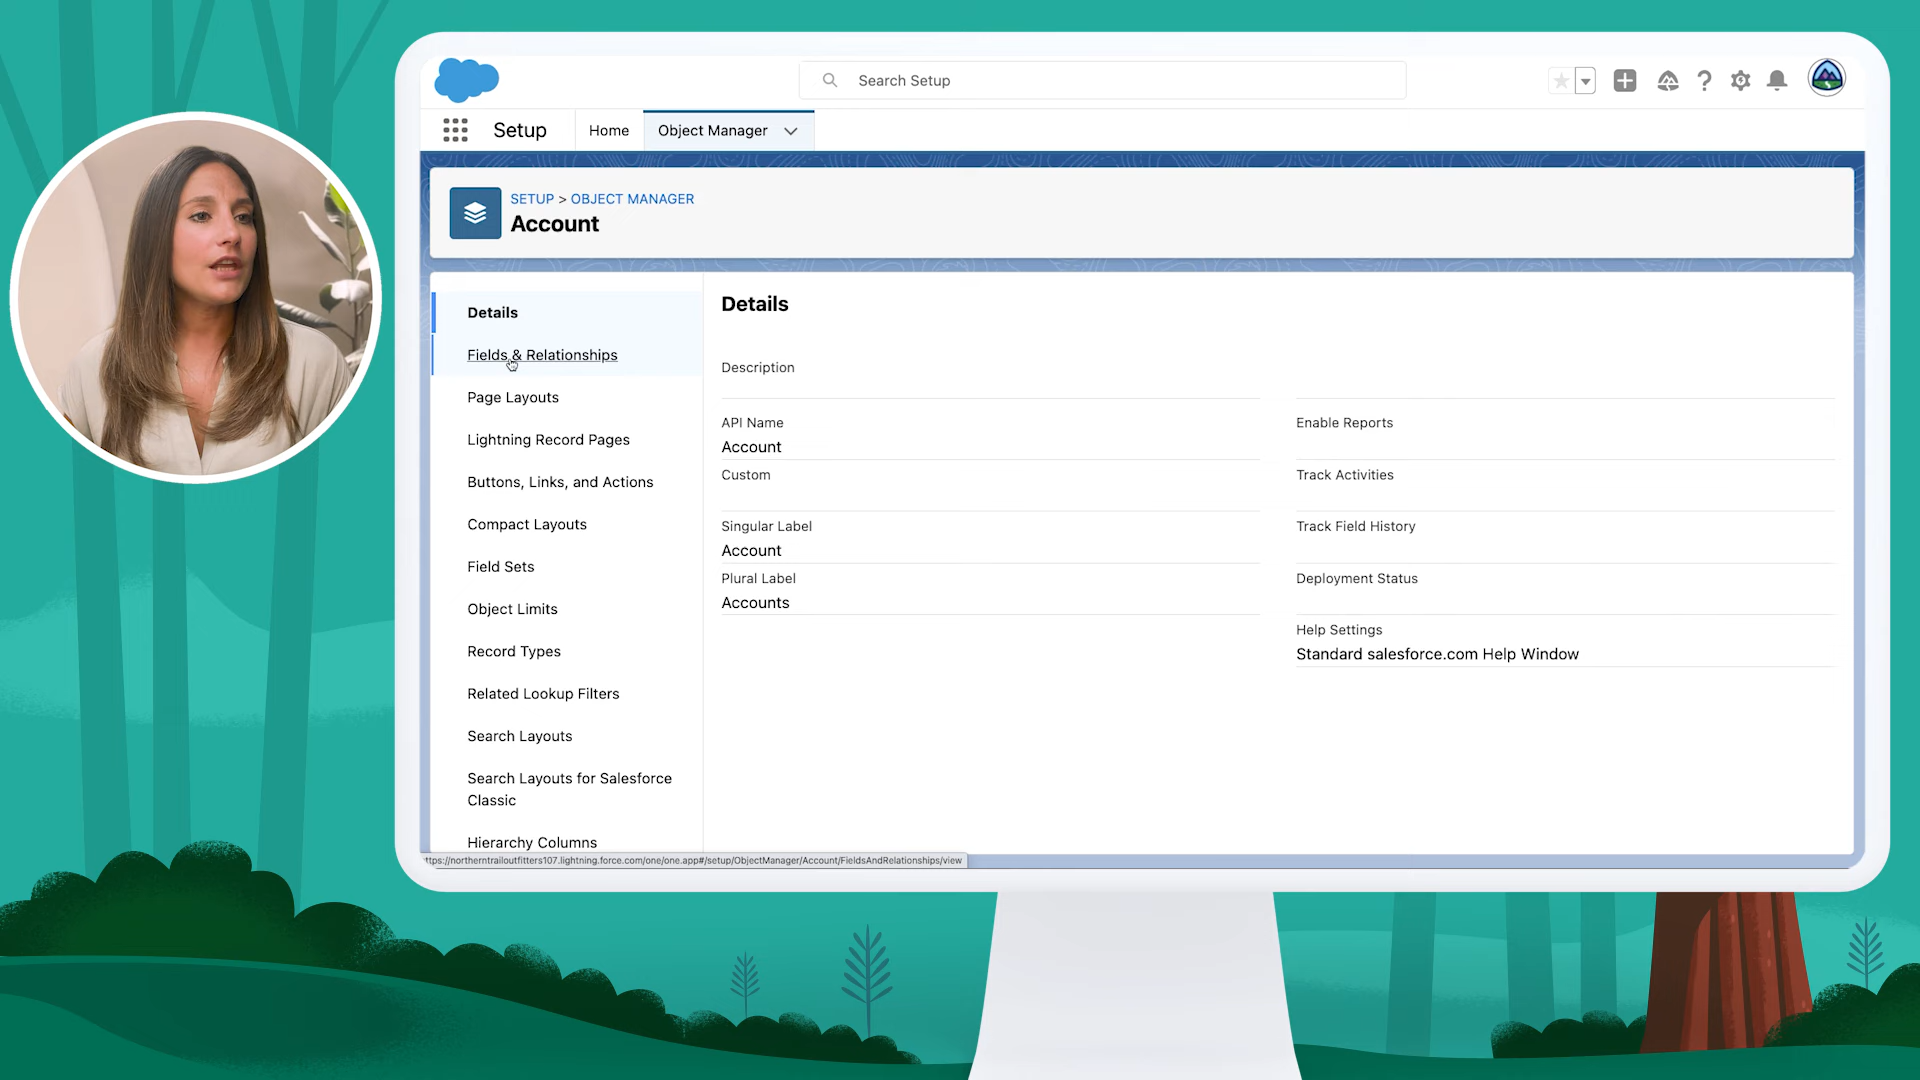 Search Setup
Setup
Home
Object Manager
SETUP > OBJECT MANAGER
Account
Details
Fields & Relationships
Page Layouts
Lightning Record Pages
Buttons, Links, and Actions
Compact Layouts
Field Sets
Object Limits
Record Types
Related Lookup Filters
Search Layouts
Search Layouts for Salesforce
Classic
Hierarchy Columns
Details
Description
API Name
Account
Custom
Singular Label
Account
Plural Label
Accounts
Enable Reports
Track Activities
Track Field History
Deployment Status
Help Settings
Standard salesforce.com Help Window
ttps://northerntrailoutfitters107.lightning.force.com/one/one.app#/setup/ObjectManager/Account/FieldsAndRelationships/view